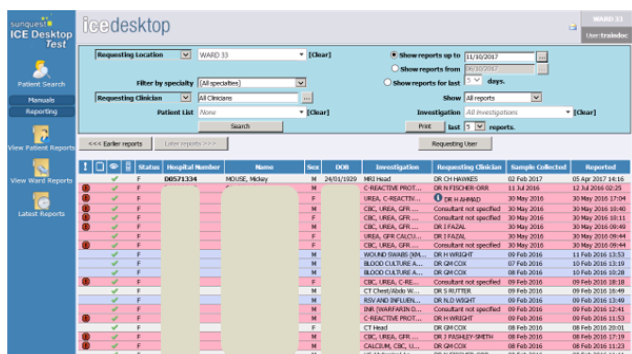 sunquest
ICE Desktop
Test
icedesktop
WARD 33
User:traindoc
Patient Search
Manuals
Reporting
View Patient Reports
View Ward Reports
Latest Reports
Requesting Location WARD 33 [Clear]
Filter by specialty (All specialties)
Requesting Clinician All Clinicians ...
Patient List None [Clear]
Search
Show reports up to 11/10/2017 ...
Show reports from 06/10/2017
Show reports for last 5 days.
Show All reports
Investigation All investigations [Clear]
Print last 5 reports.
<<< Earlier reports Later reports >>> Requesting User
Status Hospital Number Name Sex DOB Investigation Requesting Clinician Sample Collected Reported
F D0571334 MOUSE, Mickey M 24/01/1929 MRI Head DR CH HAWKES 02 Feb 2017 05 Apr 2017 14:16
F M C-REACTIVE PROT... DR N FISCHER-ORR 11 Jul 2016 12 Jul 2016 02:25
F F UREA, C-REACTIV... DR H AHMAD 30 May 2016 30 May 2016 17:04
F M CBC, UREA, GFR ... Consultant not specified 30 May 2016 30 May 2016 10:40
F F CBC, UREA, GFR ... Consultant not specified 30 May 2016 30 May 2016 10:11
F M CBC, UREA, GFR ... DR I FAZAL 30 May 2016 30 May 2016 09:49
F F UREA, GFR CALCU... DR I FAZAL 30 May 2016 30 May 2016 09:44
F F CBC, UREA, GFR ... Consultant not specified 30 May 2016 30 May 2016 09:44
F M WOUND SWABS [NM... DR H WRIGHT 09 Feb 2016 11 Feb 2016 13:53
F M BLOOD CULTURE A... DR GM COX 07 Feb 2016 10 Feb 2016 13:19
F M BLOOD CULTURE A... DR GM COX 08 Feb 2016 10 Feb 2016 10:28
F F CBC, UREA, C-RE... Consultant not specified 09 Feb 2016 09 Feb 2016 18:18
F M CT Chest/Abdo W... DR S RUTTER 09 Feb 2016 09 Feb 2016 16:49
F M RSV AND INFLUEN... DR N.D WISGHT 09 Feb 2016 09 Feb 2016 13:49
F M INR [WARFARIN D... Consultant not specified 09 Feb 2016 09 Feb 2016 12:41
F M C-REACTIVE PROT... DR H WRIGHT 09 Feb 2016 09 Feb 2016 11:53
F F CT Head DR GM COX 08 Feb 2016 08 Feb 2016 20:01
F M CBC, UREA, GFR ... DR J PASHLEY-SMITH 08 Feb 2016 08 Feb 2016 17:19
F M CALCIUM, CBC, U... DR GM COX 08 Feb 2016 08 Feb 2016 11:23